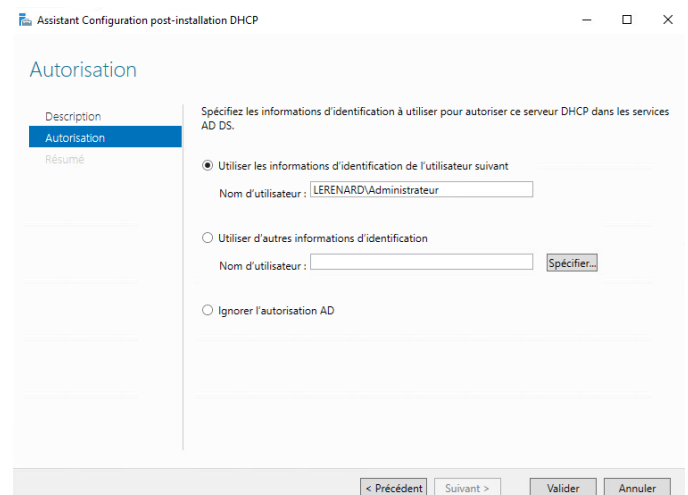 Assistant Configuration post-installation DHCP
Autorisation
Description
Autorisation
Résumé
Spécifiez les informations d'identification à utiliser pour autoriser ce serveur DHCP dans les services
AD DS.
Utiliser les informations d'identification de l'utilisateur suivant
Nom d'utilisateur : LERENARD\Administrateur
Utiliser d'autres informations d'identification
Nom d'utilisateur : Spécifier...
Ignorer l'autorisation AD
< Précédent Suivant > Valider Annuler